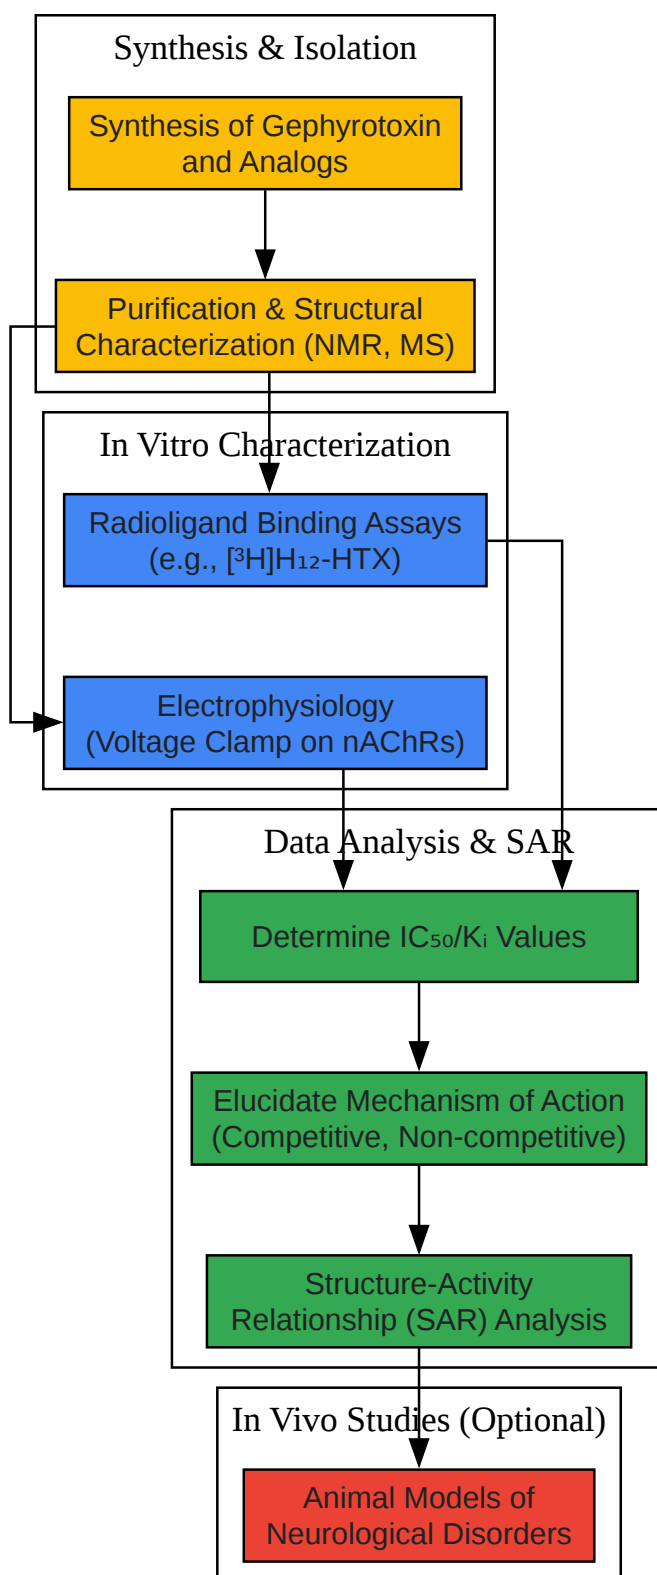 Synthesis & Isolation
Synthesis of Gephyrotoxin
and Analogs
Purification & Structural
Characterization (NMR, MS)
In Vitro Characterization
Radioligand Binding Assays
(e.g., [³H]H₁₂-HTX)
Electrophysiology
(Voltage Clamp on nAChRs)
Data Analysis & SAR
Determine IC₅₀/Kᵢ Values
Elucidate Mechanism of Action
(Competitive, Non-competitive)
Structure-Activity
Relationship (SAR) Analysis
In Vivo Studies (Optional)
Animal Models of
Neurological Disorders